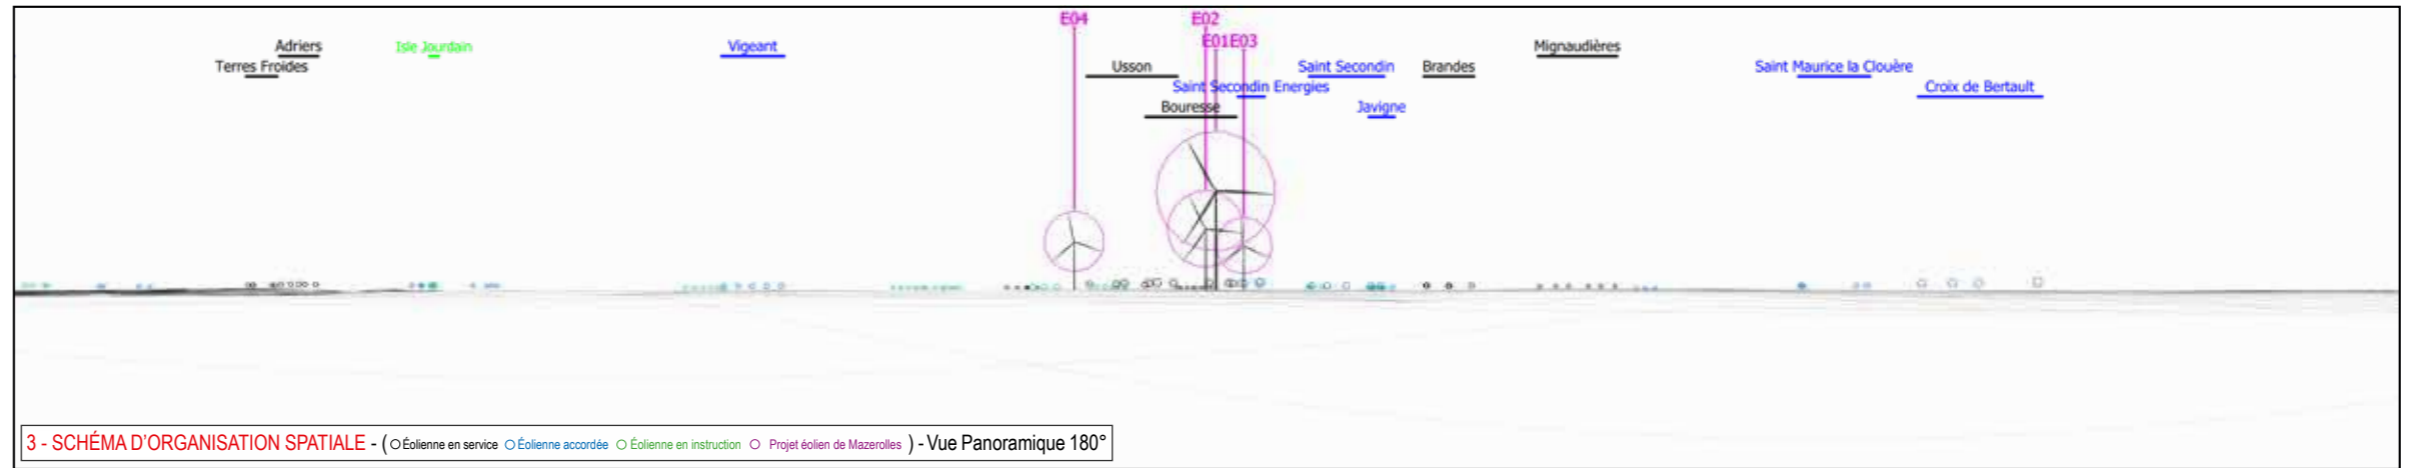 E04
E02
E01E03
Adriers
Isle Jourdain
Vigeant
Mignaudières
Terres Froides
Usson
Saint Secondin
Brandes
Saint Maurice la Clouère
Saint Secondin Energies
Croix de Bertault
Bouresse
Javigne
3 - SCHÉMA D'ORGANISATION SPATIALE - ( Éolienne en service Éolienne accordée Éolienne en instruction Projet éolien de Mazerolles ) - Vue Panoramique 180°